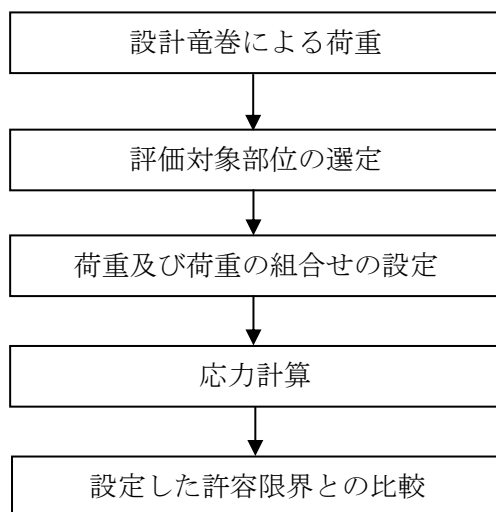 設計竜巻による荷重
評価対象部位の選定
荷重及び荷重の組合せの設定
応力計算
設定した許容限界との比較